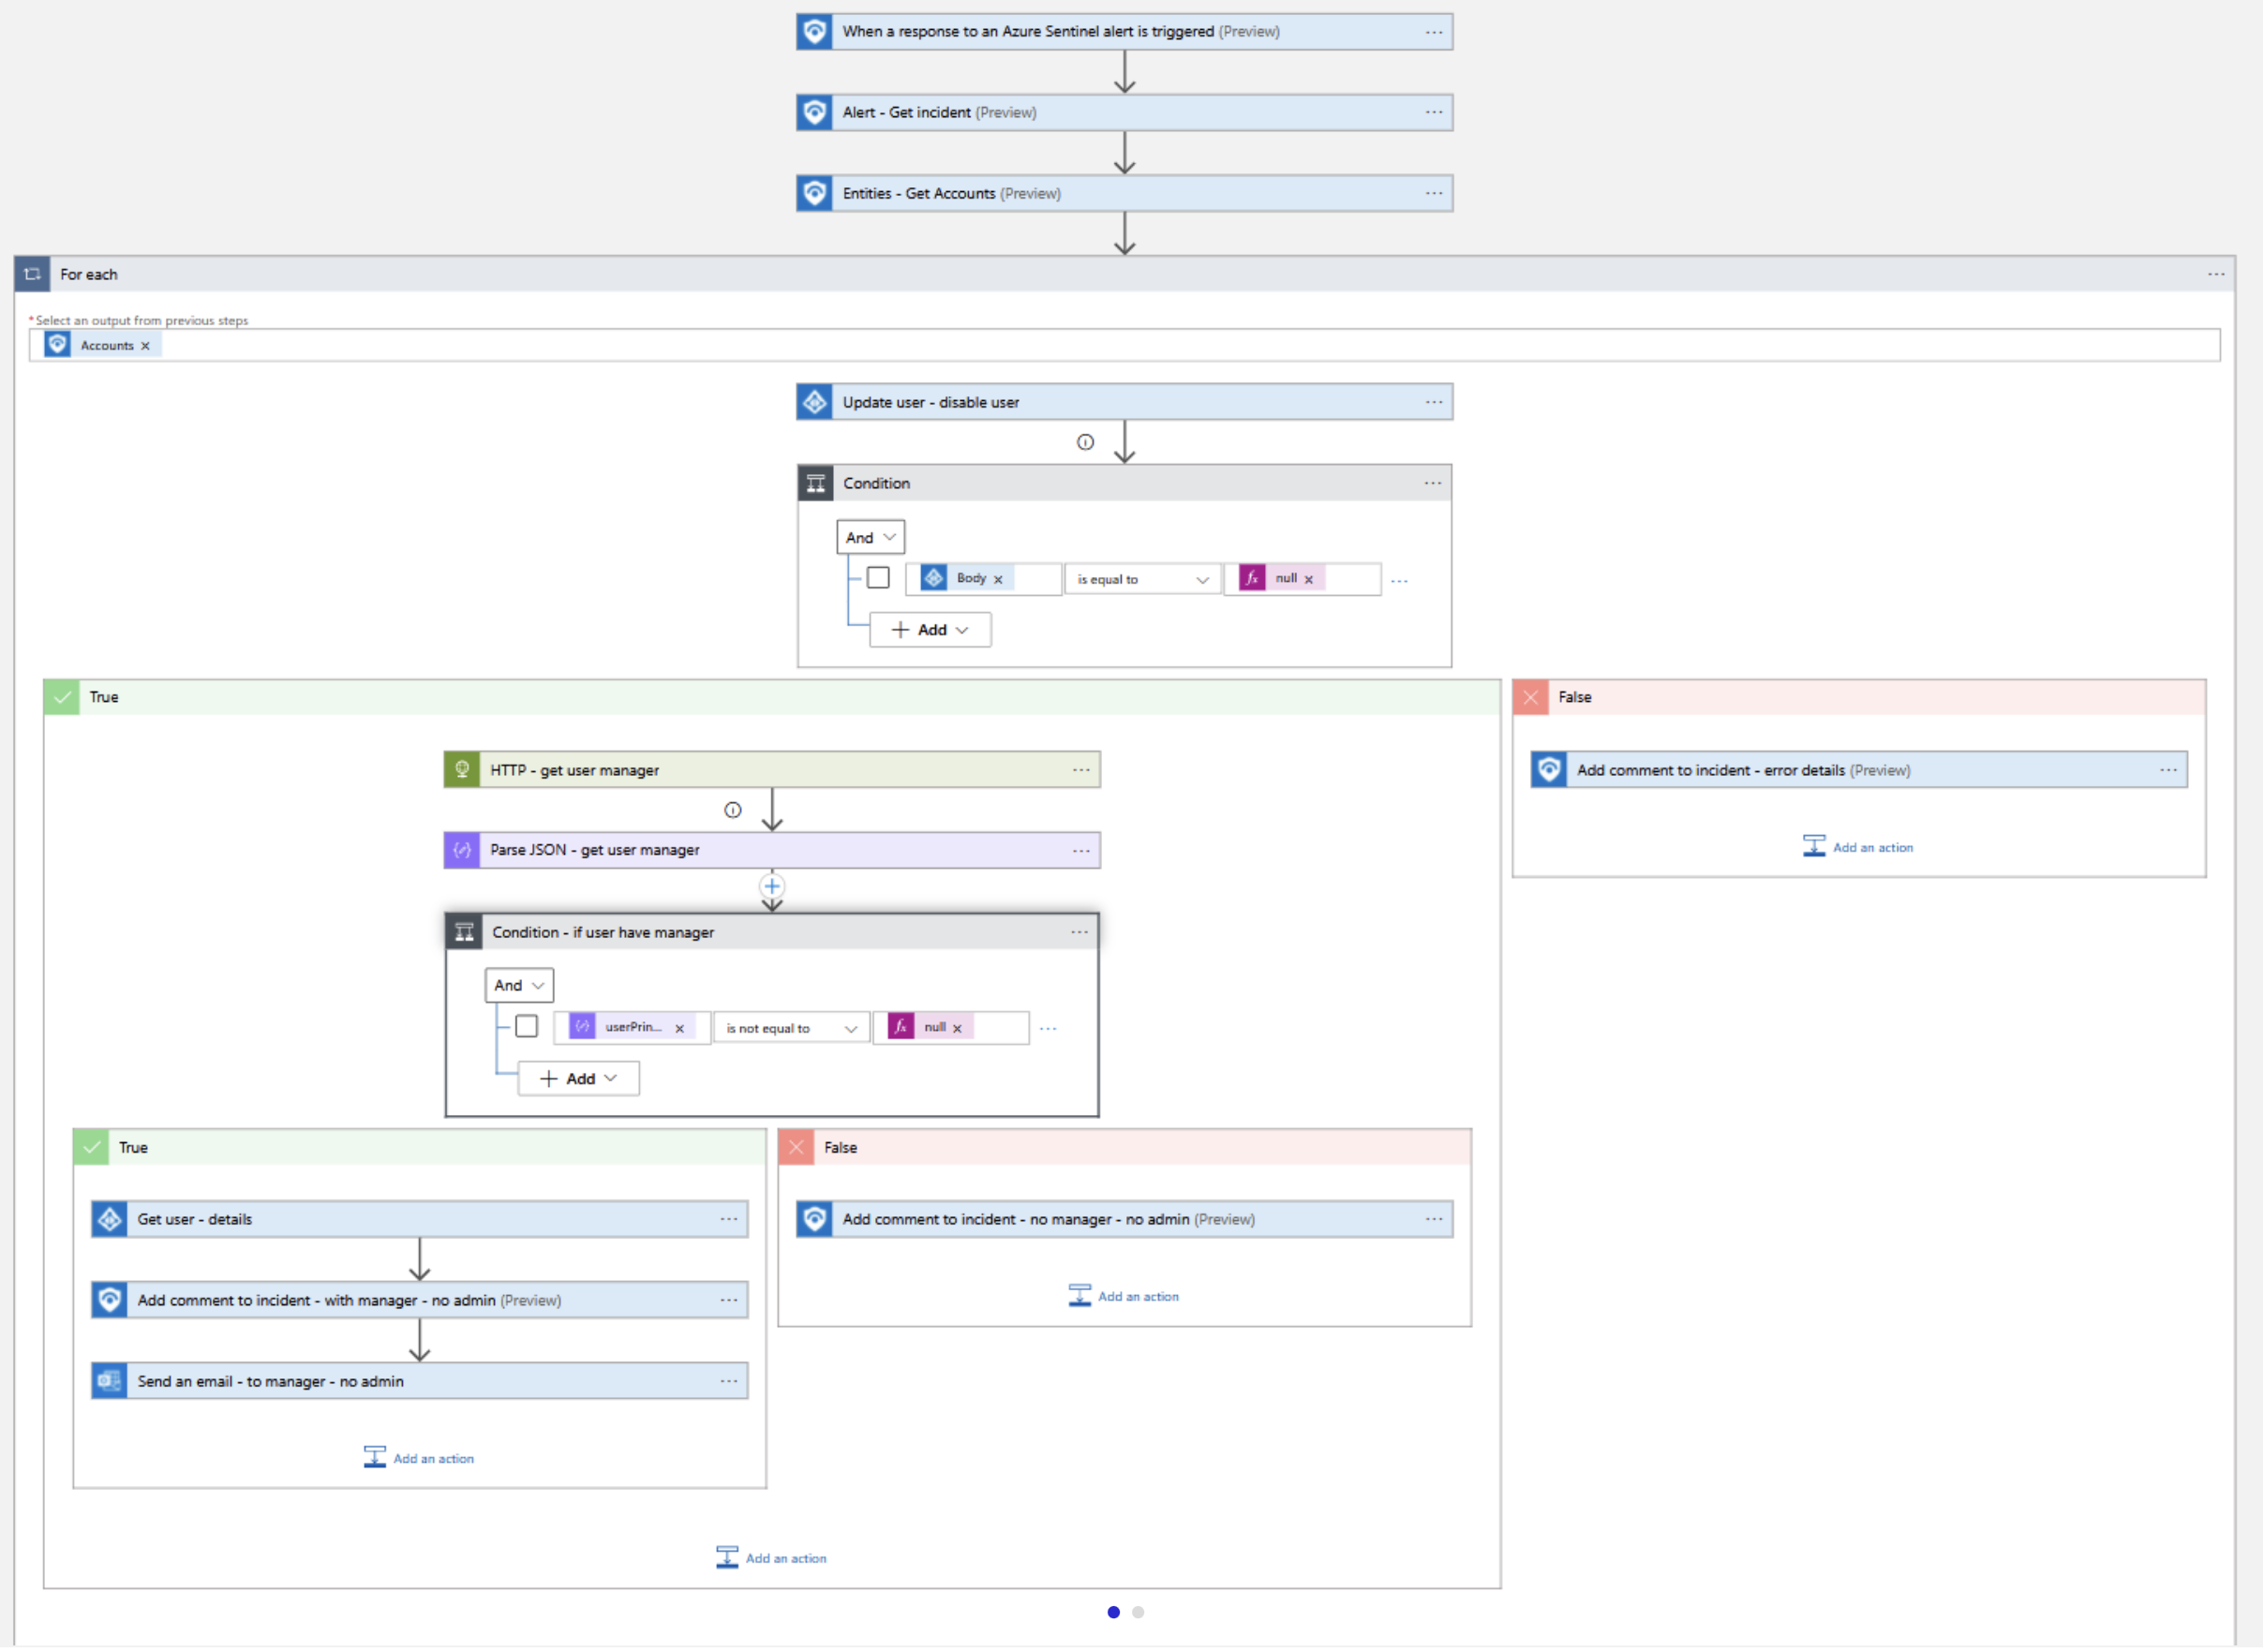 When a response to an Azure Sentinel alert is triggered (Preview)
Alert - Get incident (Preview)
Entities - Get Accounts (Preview)
For each
*Select an output from previous steps
Accounts
Update user - disable user
Condition
And
Body is equal to null
Add
True
False
HTTP - get user manager
Add comment to incident - error details (Preview)
Add an action
Parse JSON - get user manager
Condition - if user have manager
And
userPrin... is not equal to null
Add
True
False
Get user - details
Add comment to incident - no manager - no admin (Preview)
Add an action
Add comment to incident - with manager - no admin (Preview)
Send an email - to manager - no admin
Add an action
Add an action